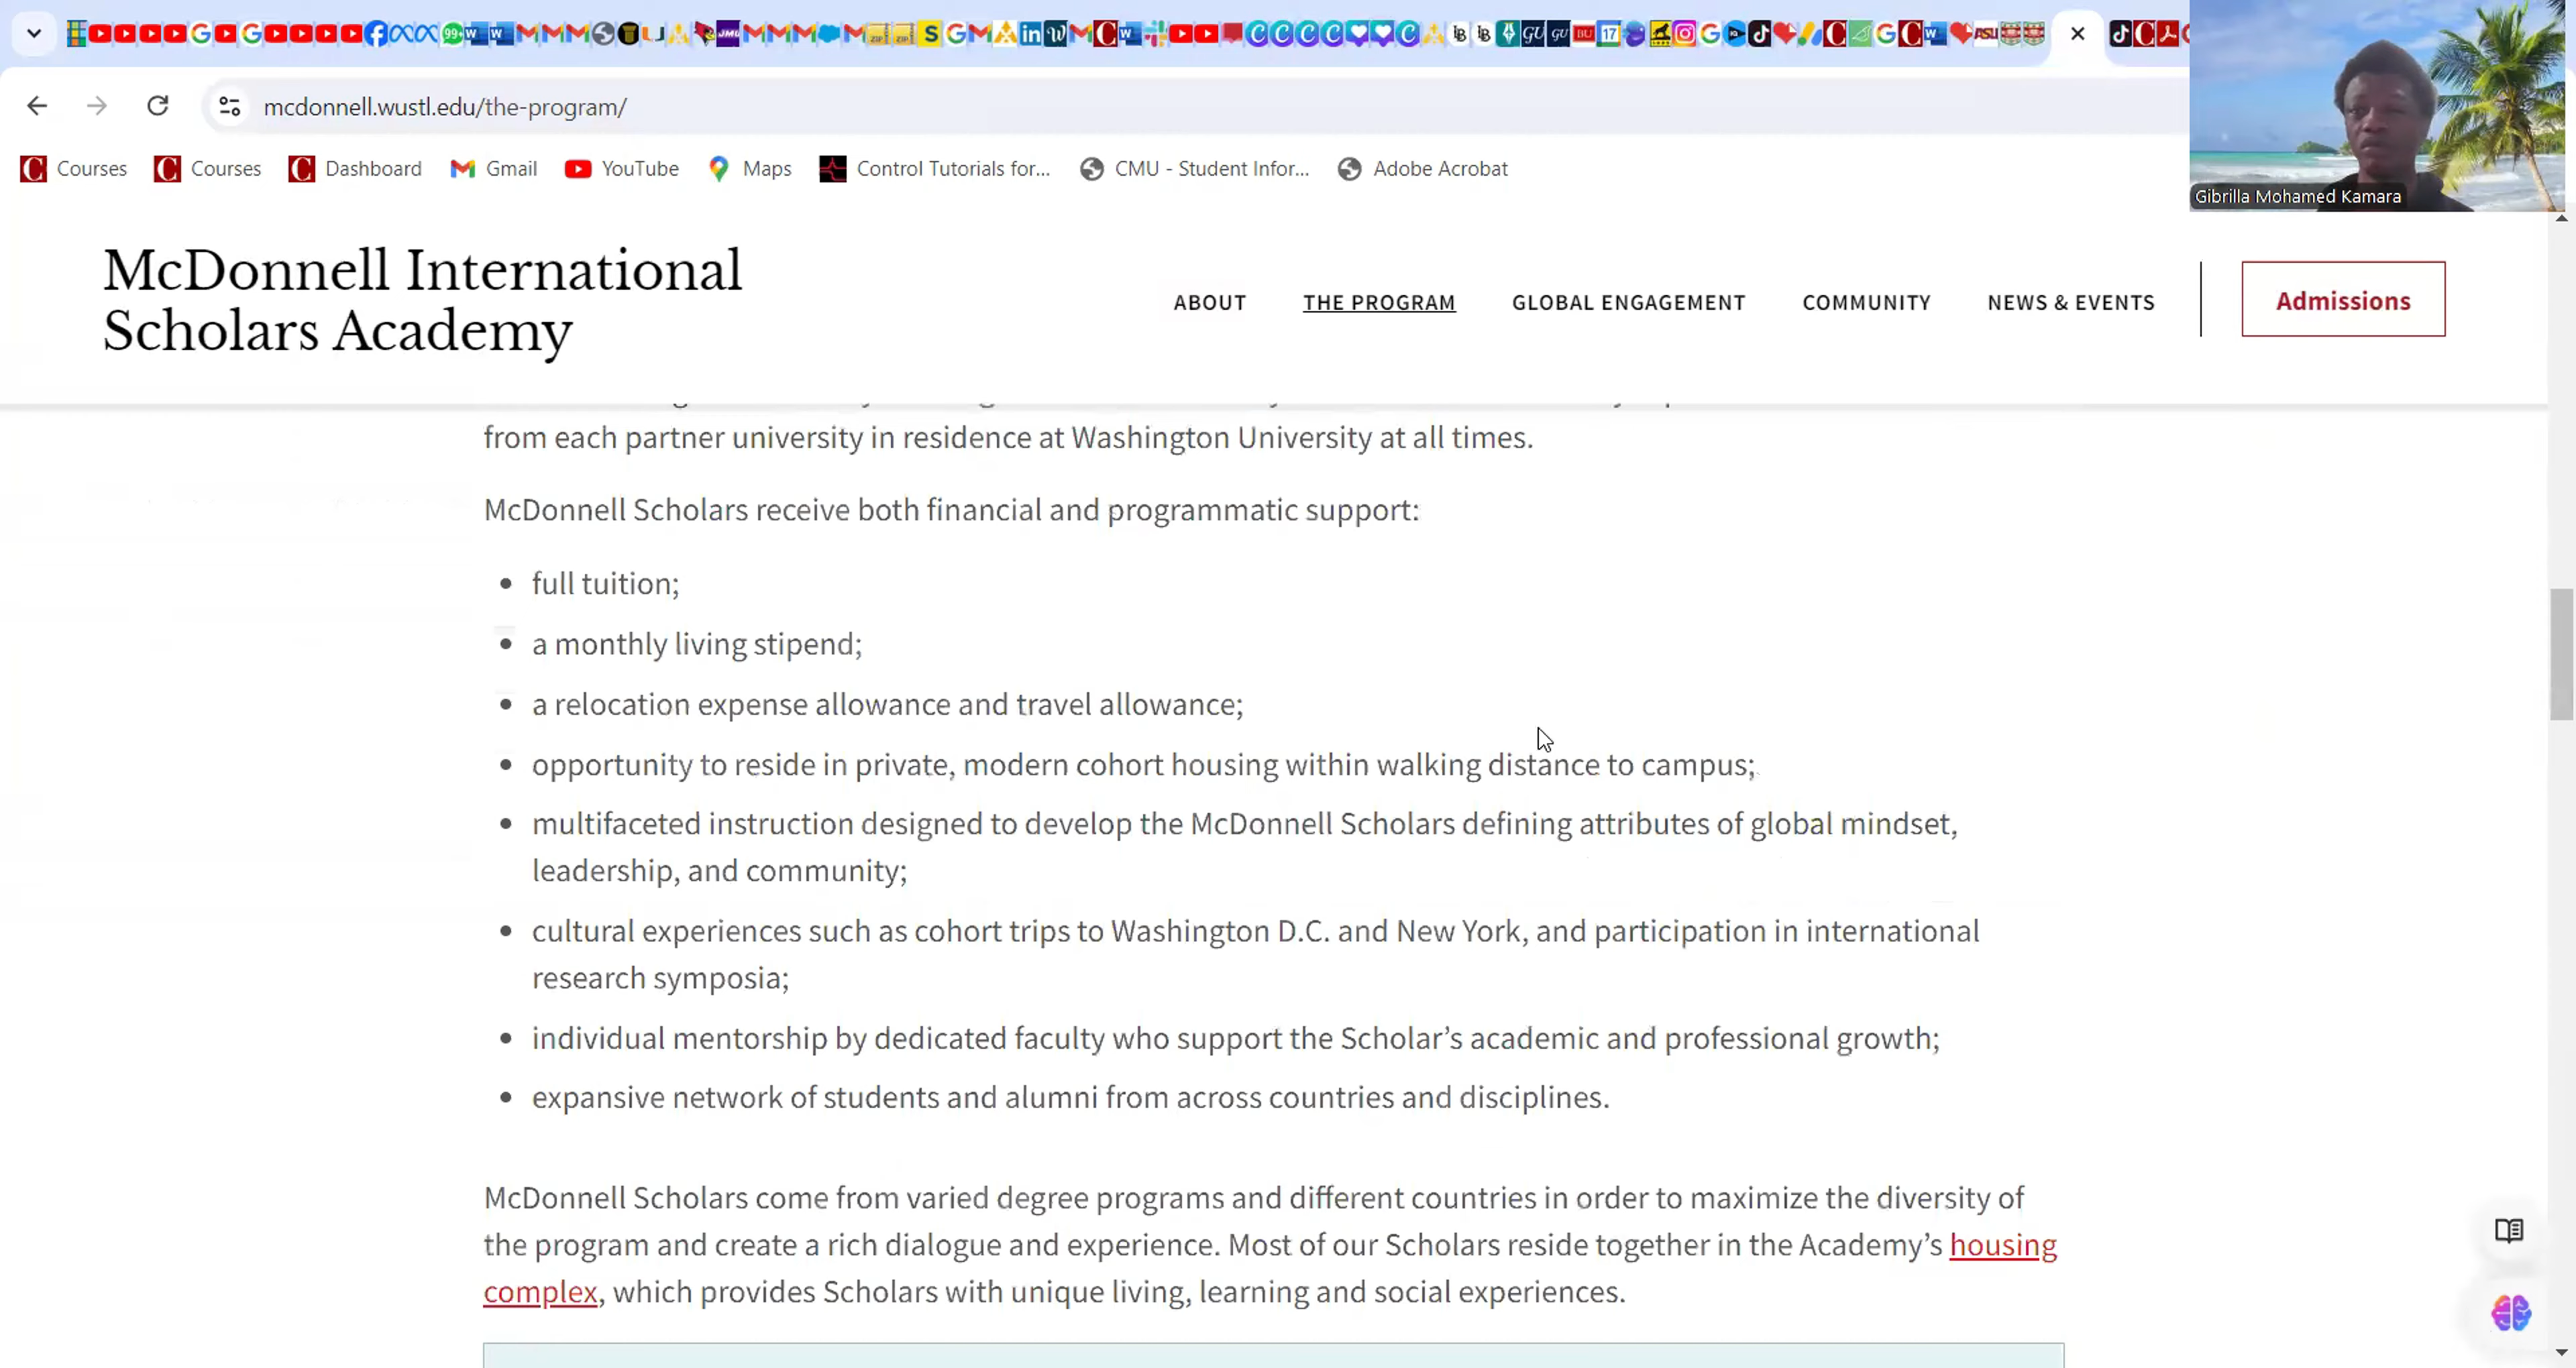 mcdonnell.wustl.edu/the-program/
Courses
Courses
Dashboard
Gmail
YouTube
Maps
Control Tutorials for...
CMU - Student Infor...
Adobe Acrobat
Gibrilla Mohamed Kamara
McDonnell International
Scholars Academy
ABOUT
THE PROGRAM
GLOBAL ENGAGEMENT
COMMUNITY
NEWS & EVENTS
Admissions
from each partner university in residence at Washington University at all times.
McDonnell Scholars receive both financial and programmatic support:
• full tuition;
• a monthly living stipend;
• a relocation expense allowance and travel allowance;
• opportunity to reside in private, modern cohort housing within walking distance to campus;
• multifaceted instruction designed to develop the McDonnell Scholars defining attributes of global mindset,
leadership, and community;
• cultural experiences such as cohort trips to Washington D.C. and New York, and participation in international
research symposia;
• individual mentorship by dedicated faculty who support the Scholar’s academic and professional growth;
• expansive network of students and alumni from across countries and disciplines.
McDonnell Scholars come from varied degree programs and different countries in order to maximize the diversity of
the program and create a rich dialogue and experience. Most of our Scholars reside together in the Academy’s housing
complex, which provides Scholars with unique living, learning and social experiences.